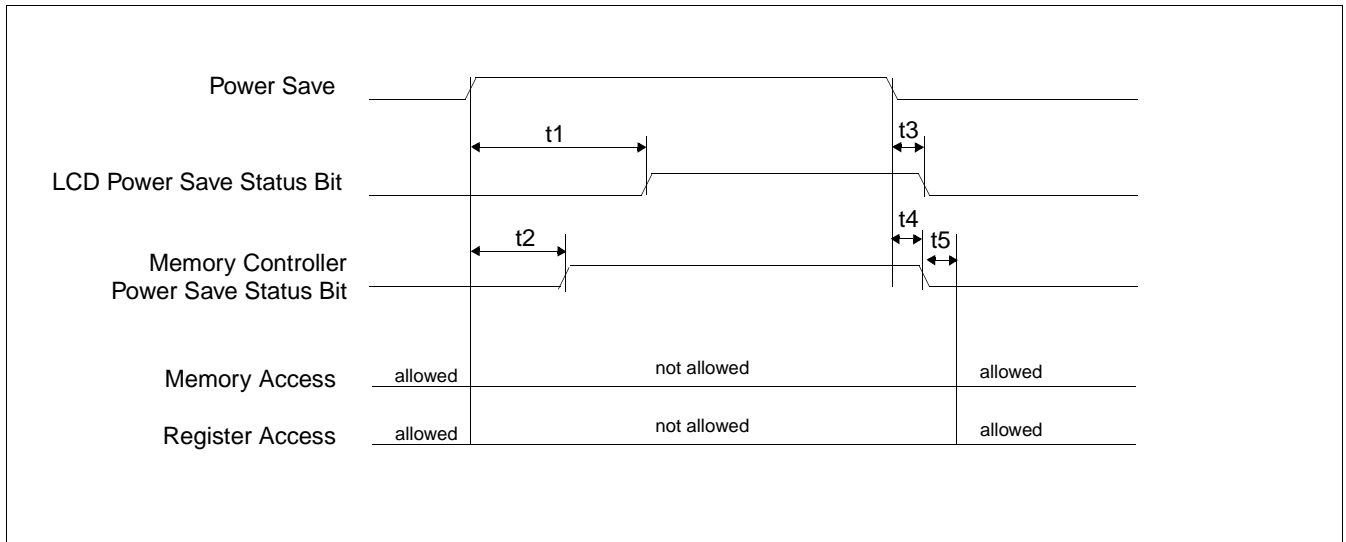 Power Save
t1
t3
LCD Power Save Status Bit
t2
t4
t5
Memory Controller
Power Save Status Bit
Memory Access
allowed
not allowed
allowed
Register Access
allowed
not allowed
allowed